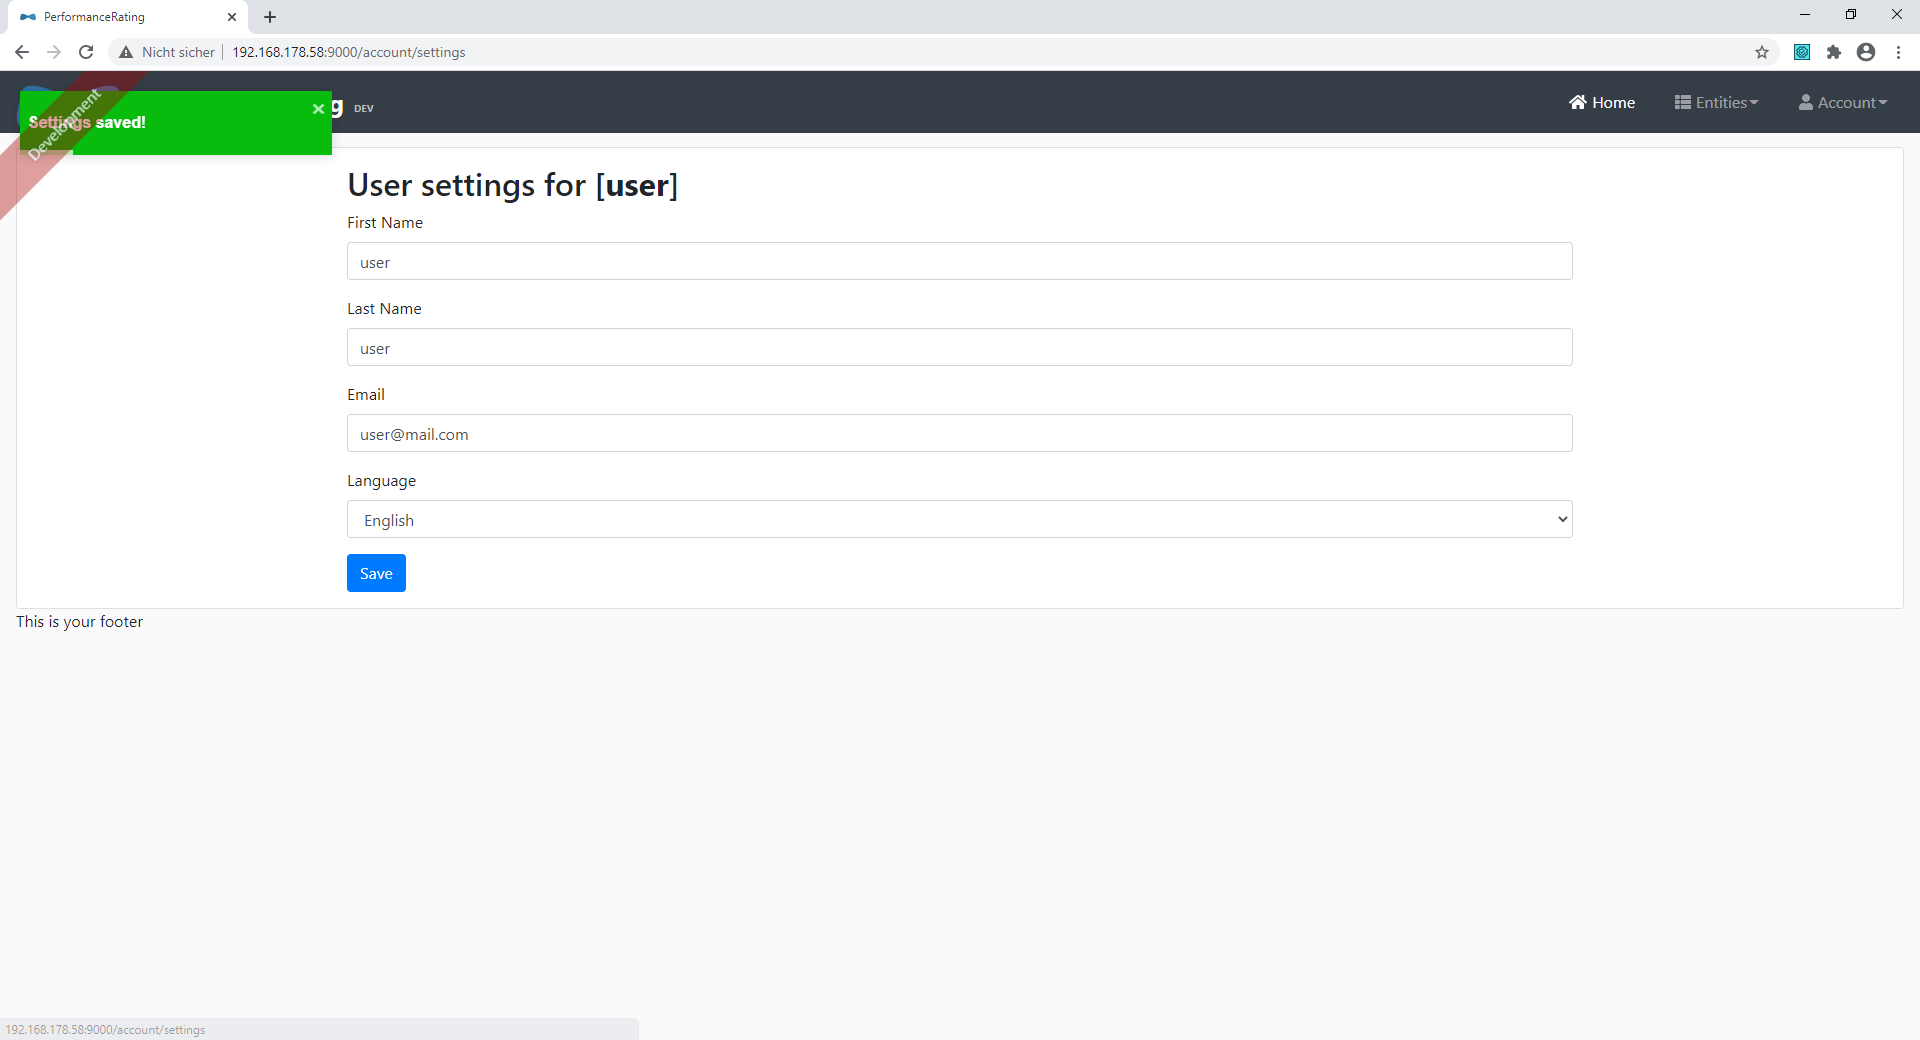 PerformanceRating
Nicht sicher
192.168.178.58:9000/account/settings
DEV
Home
Entities
Account
Settings saved!
Development
User settings for [user]
First Name
user
Last Name
user
Email
user@mail.com
Language
English
Save
This is your footer
192.168.178.58:9000/account/settings